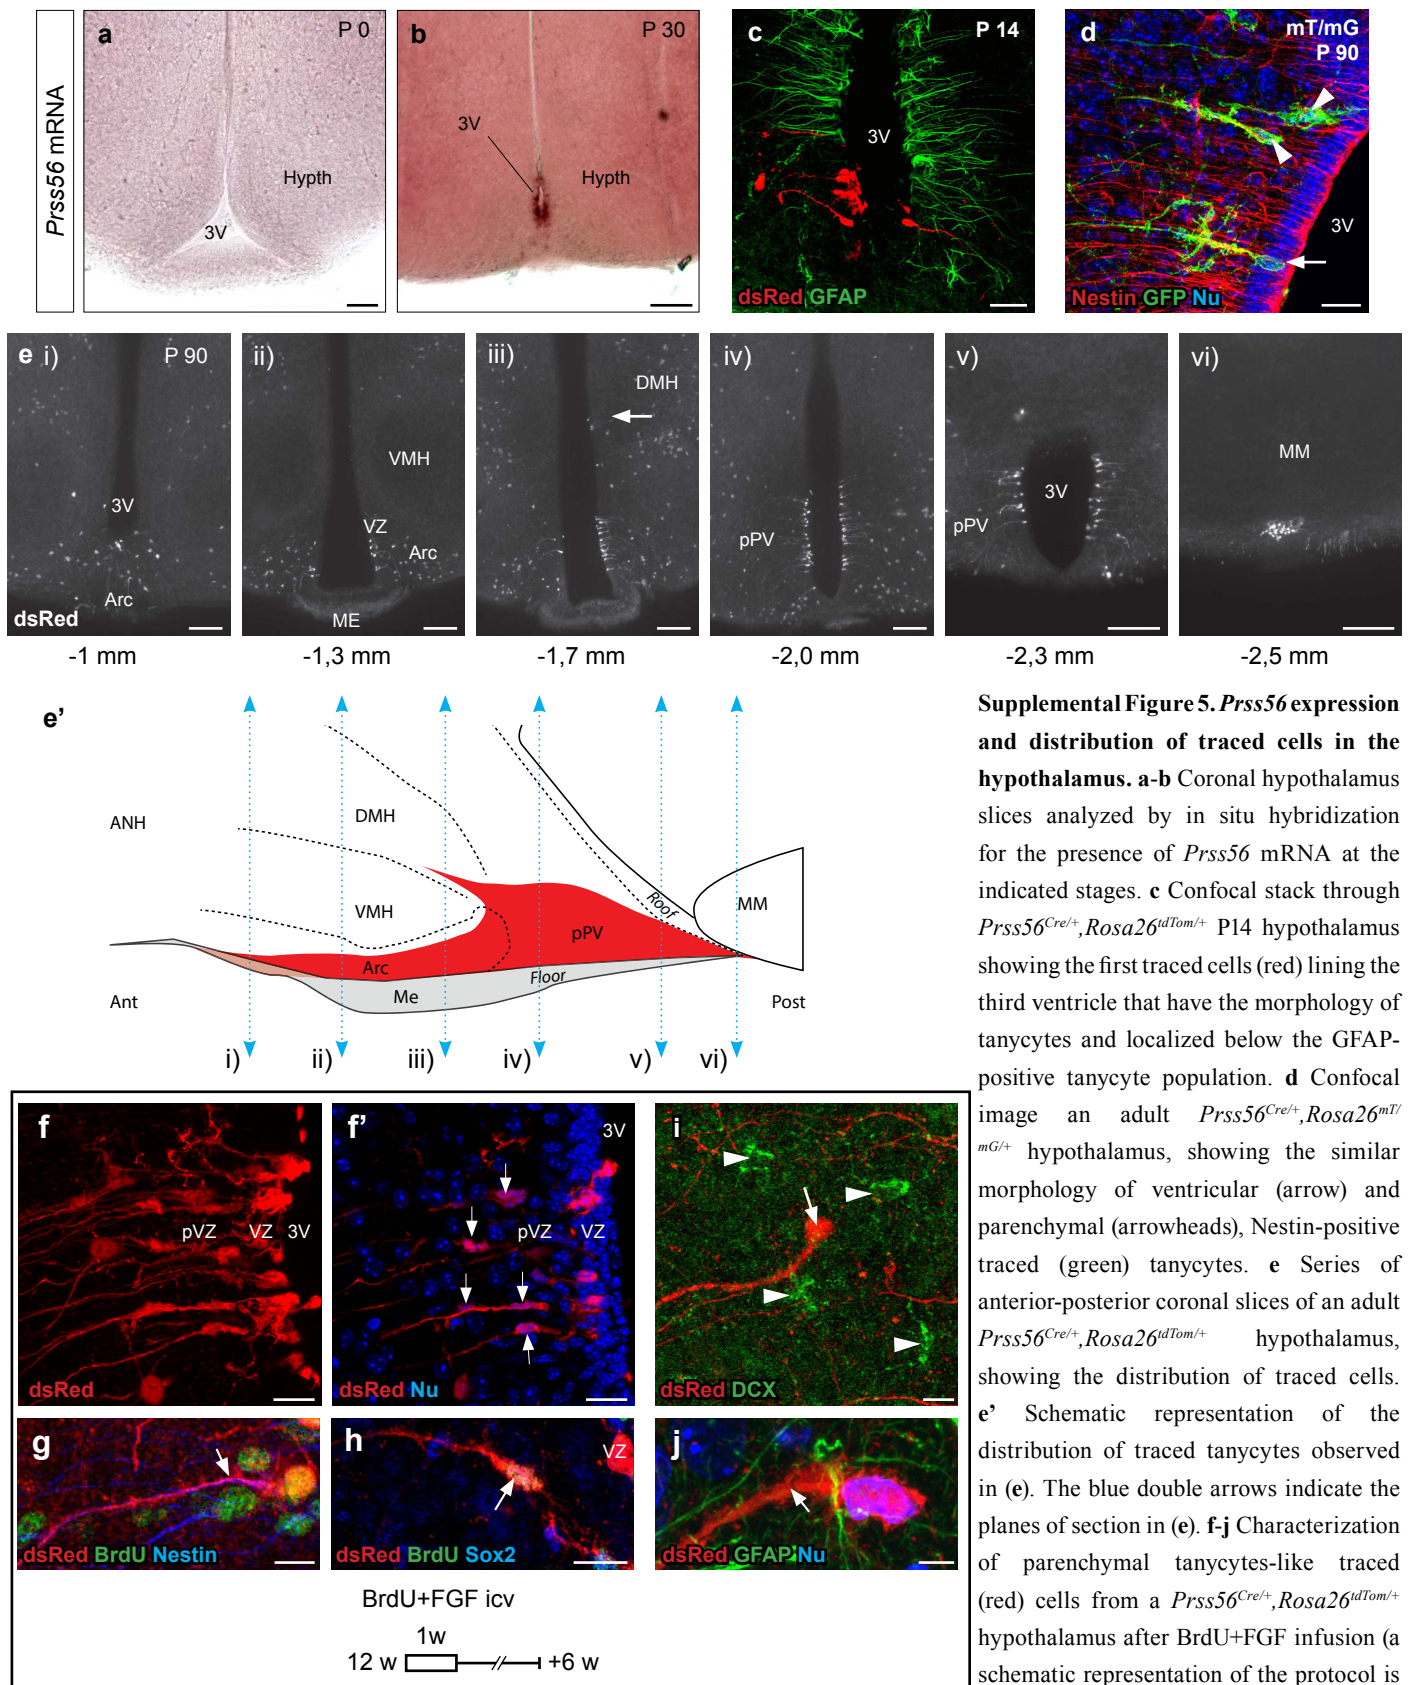 a
P 0
Prss56 mRNA
Hypth
3V
b
P 30
3V
Hypth
c
P 14
3V
dsRed GFAP
d
mT/mG
P 90
3V
Nestin GFP Nu
e i)
P 90
3V
Arc
dsRed
-1 mm
ii)
VMH
VZ
Arc
ME
-1,3 mm
iii)
DMH
-1,7 mm
iv)
pPV
-2,0 mm
v)
3V
pPV
-2,3 mm
vi)
MM
-2,5 mm
e’
ANH
DMH
VMH
Arc
Me
Floor
pPV
Roof
MM
Ant
Post
i)
ii)
iii)
iv)
v)
vi)
f
pVZ
VZ
3V
dsRed
f’
3V
pVZ
VZ
dsRed Nu
i
dsRed DCX
g
dsRed BrdU Nestin
h
VZ
dsRed BrdU Sox2
j
dsRed GFAP Nu
BrdU+FGF icv
1w
12 w
+6 w
Supplemental Figure 5. Prss56 expression
and distribution of traced cells in the
hypothalamus. a-b Coronal hypothalamus
slices analyzed by in situ hybridization
for the presence of Prss56 mRNA at the
indicated stages. c Confocal stack through
Prss56Cre/+,Rosa26tdTom/+ P14 hypothalamus
showing the first traced cells (red) lining the
third ventricle that have the morphology of
tanycytes and localized below the GFAP-
positive tanycyte population. d Confocal
image an adult Prss56Cre/+,Rosa26mT/
mG/+ hypothalamus, showing the similar
morphology of ventricular (arrow) and
parenchymal (arrowheads), Nestin-positive
traced (green) tanycytes. e Series of
anterior-posterior coronal slices of an adult
Prss56Cre/+,Rosa26tdTom/+ hypothalamus,
showing the distribution of traced cells.
e’ Schematic representation of the
distribution of traced tanycytes observed
in (e). The blue double arrows indicate the
planes of section in (e). f-j Characterization
of parenchymal tanycytes-like traced
(red) cells from a Prss56Cre/+,Rosa26tdTom/+
hypothalamus after BrdU+FGF infusion (a
schematic representation of the protocol is